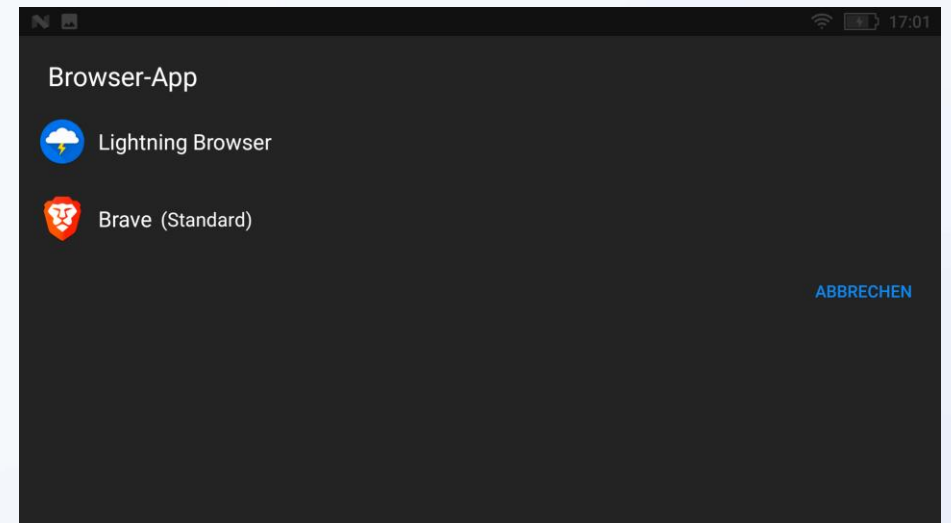 17:01
Browser-App
Lightning Browser
Brave (Standard)
ABBRECHEN